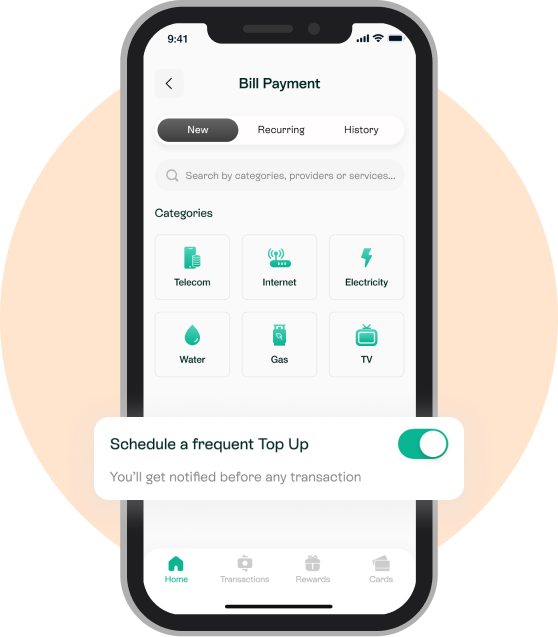 9:41
Bill Payment
New Recurring History
Search by categories, providers or services...
Categories
Telecom Internet Electricity
Water Gas TV
Schedule a frequent Top Up
You'll get notified before any transaction
Home Transactions Rewards Cards